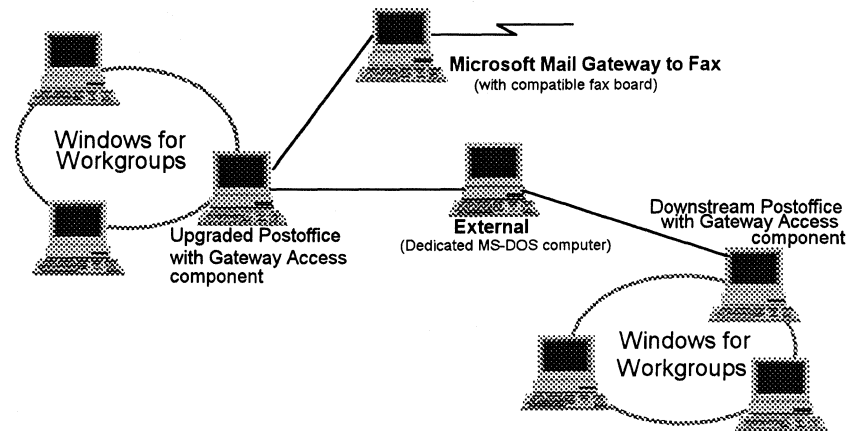 Microsoft Mail Gateway to Fax
(with compatible fax board)
Windows for
Workgroups
Upgraded Postoffice
with Gateway Access
component
External
(Dedicated MS-DOS computer)
Downstream Postoffice
with Gateway Access
component
Windows for
Workgroups